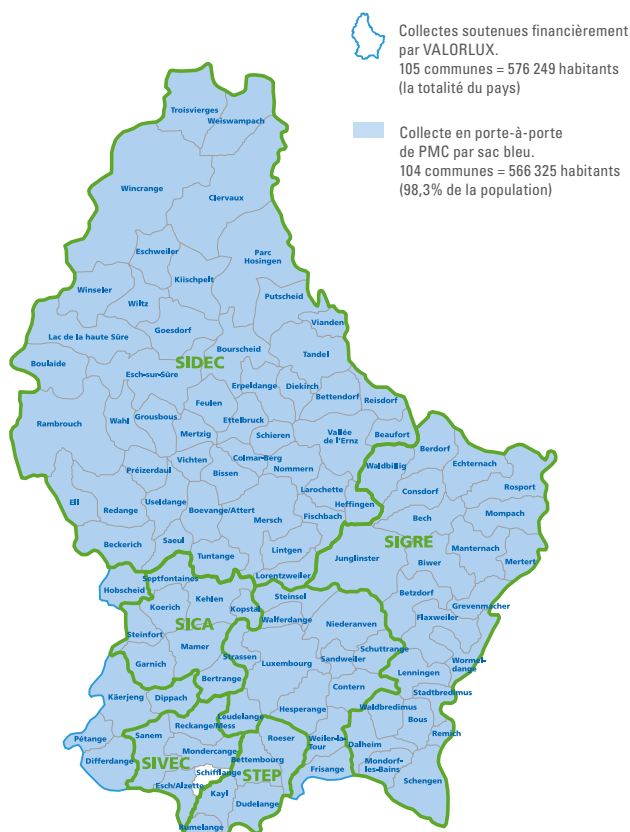 Collectes soutenues financièrement
par VALORLUX.
105 communes = 576 249 habitants
(la totalité du pays)
Collecte en porte-à-porte
de PMC par sac bleu.
104 communes = 566 325 habitants
(98,3% de la population)
Troisvierges
Weiswampach
Wincrange
Clervaux
Eschweiler
Parc
Hosingen
Kiischpelt
Winseler
Putscheid
Wiltz
Vianden
Goesdorf
Lac de la haute Sûre
Bourscheid
Tandel
SIDEC
Boulaide
Esch-sur-Sûre
Erpeldange
Diekirch
Bettendorf
Reisdorf
Feulen
Rambrouch
Wahl
Grousbous
Ettelbruck
Mertzig
Schieren
Vallée
de l'Ernz
Beaufort
Berdorf
Colmar-Berg
Vichten
Waldbillig
Echternach
Préizerdaul
Bissen
Nommern
Consdorf
Rosport
Ell
Useldange
Larochette
Redange
Boevange/Attert
Heffingen
Mompach
Mersch
Fischbach
Bech
SIGRE
Beckerich
Saeul
Lintgen
Manternach
Tuntange
Junglinster
Biwer
Mertert
Lorentzweiler
Septfontaines
Hobscheid
Steinsel
Betzdorf
Kehlen
Koerich
Kopstal
Grevenmacher
Walferdange
Niederanven
Flaxweiler
SICA
Steinfort
Mamer
Strassen
Schuttrange
Garnich
Luxembourg
Sandweiler
Wormel-
dange
Lenningen
Bertrange
Contern
Stadtbredimus
Käerjeng
Dippach
Waldbredimus
Hesperange
Leudelange
Bous
Reckange/Mess
Remich
Pétange
Sanem
Roeser
Weiler-la-
Tour
Dalheim
Mondercange
Differdange
SIVEC
Bettembourg
Mondorf-
les-Bains
Schifflange
STEP
Frisange
Schengen
Esch/Alzette
Kayl
Dudelange
Rumelange